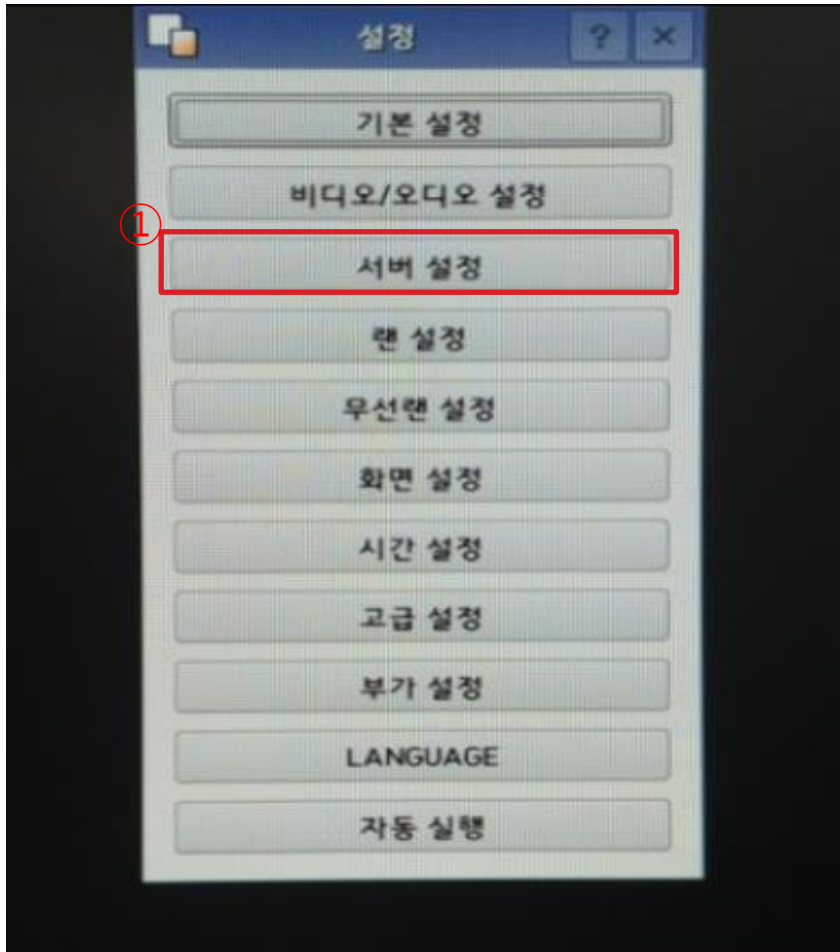 설정
? ×
기본 설정
비디오/오디오 설정
①
서버 설정
랜 설정
무선랜 설정
화면 설정
시간 설정
고급 설정
부가 설정
LANGUAGE
자동 실행